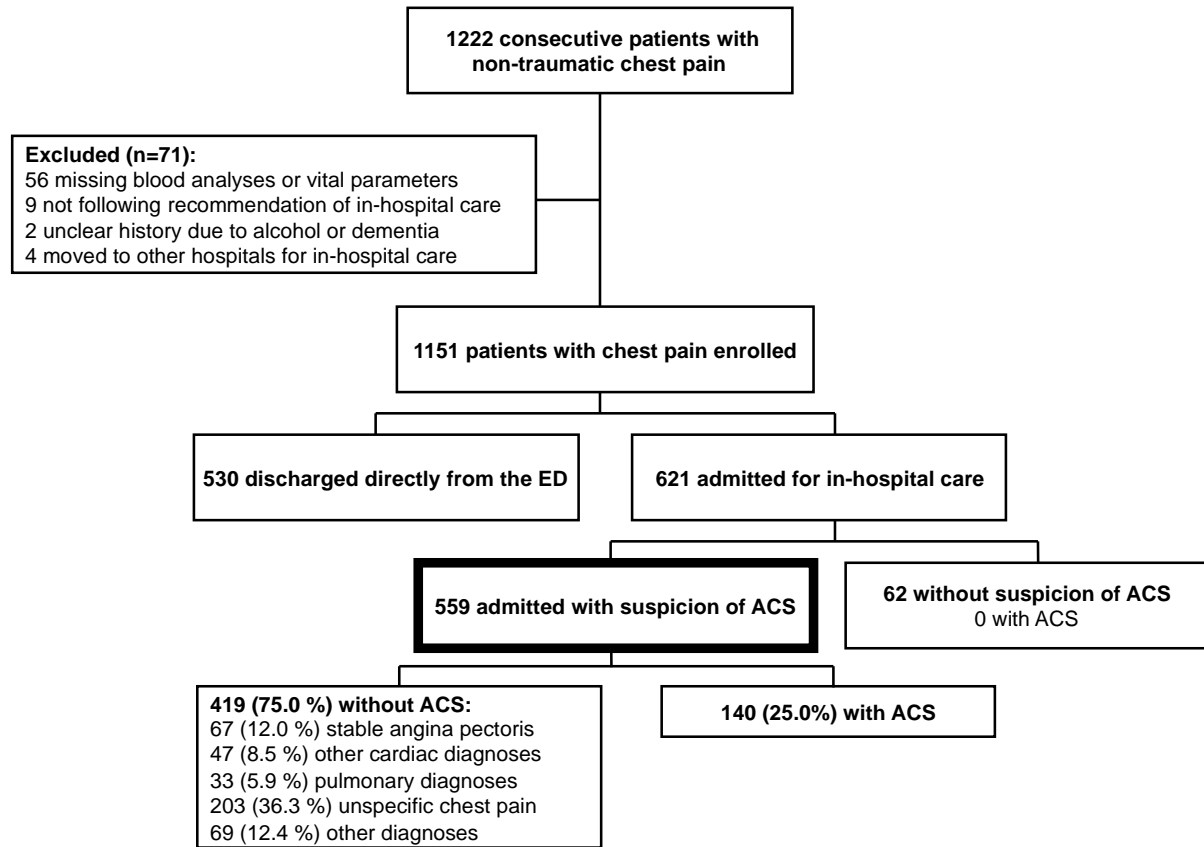 1222 consecutive patients with
non-traumatic chest pain
Excluded (n=71):
56 missing blood analyses or vital parameters
9 not following recommendation of in-hospital care
2 unclear history due to alcohol or dementia
4 moved to other hospitals for in-hospital care
1151 patients with chest pain enrolled
530 discharged directly from the ED
621 admitted for in-hospital care
559 admitted with suspicion of ACS
62 without suspicion of ACS
0 with ACS
419 (75.0 %) without ACS:
67 (12.0 %) stable angina pectoris
47 (8.5 %) other cardiac diagnoses
33 (5.9 %) pulmonary diagnoses
203 (36.3 %) unspecific chest pain
69 (12.4 %) other diagnoses
140 (25.0%) with ACS